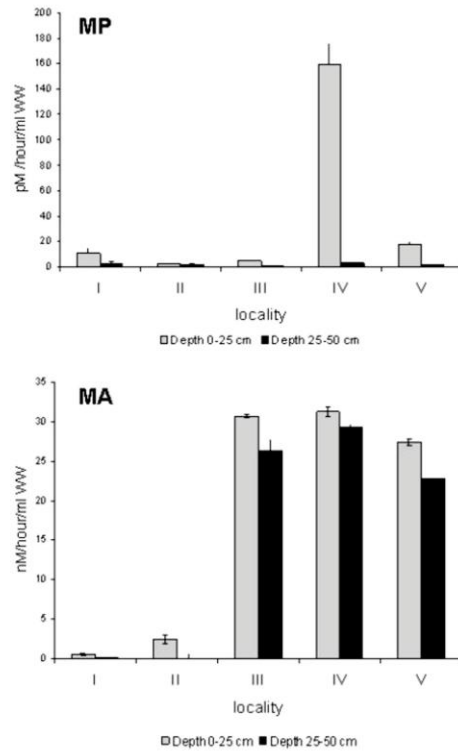 MP
pM /hour/ml WW
200
180
160
140
120
100
80
60
40
20
0
I II III IV V
locality
Depth 0-25 cm Depth 25-50 cm
MA
nM/hour/ml WW
35
30
25
20
15
10
5
0
I II III IV V
locality
Depth 0-25 cm Depth 25-50 cm